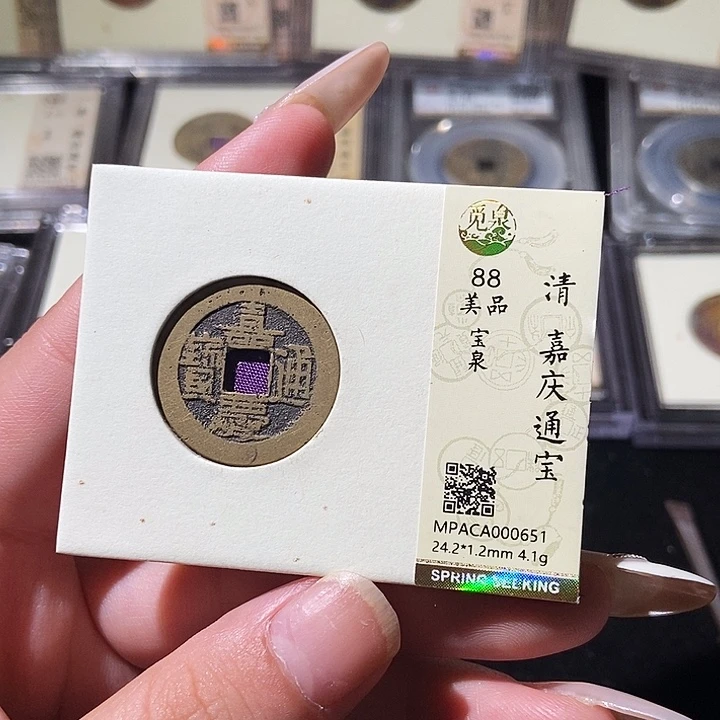 嘉慶通寶
觅泉
88
美品
宝泉
清 嘉庆通宝
MPACA000651
24.2*1.2mm 4.1g
SPRING SEEKING